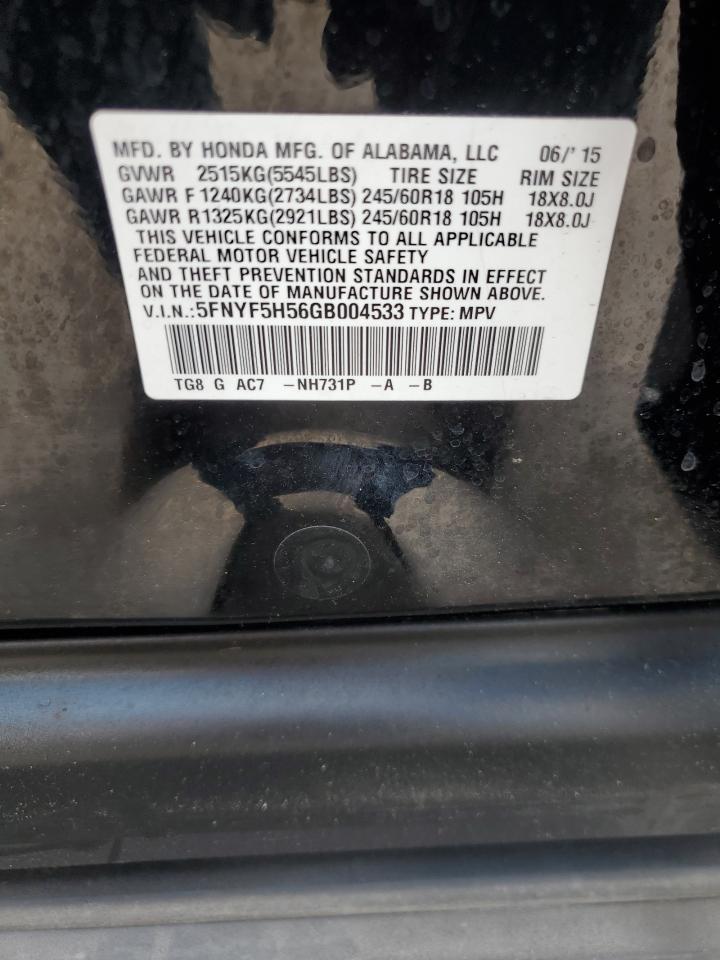 MFD. BY HONDA MFG. OF ALABAMA, LLC 06/' 15
GVWR 2515KG(5545LBS) TIRE SIZE RIM SIZE
GAWR F 1240KG(2734LBS) 245/60R18 105H 18X8.0J
GAWR R1325KG(2921LBS) 245/60R18 105H 18X8.0J
THIS VEHICLE CONFORMS TO ALL APPLICABLE
FEDERAL MOTOR VEHICLE SAFETY
AND THEFT PREVENTION STANDARDS IN EFFECT
ON THE DATE OF MANUFACTURE SHOWN ABOVE.
V.I.N.:5FNYF5H56GB004533 TYPE: MPV
TG8 G AC7 -NH731P -A -B